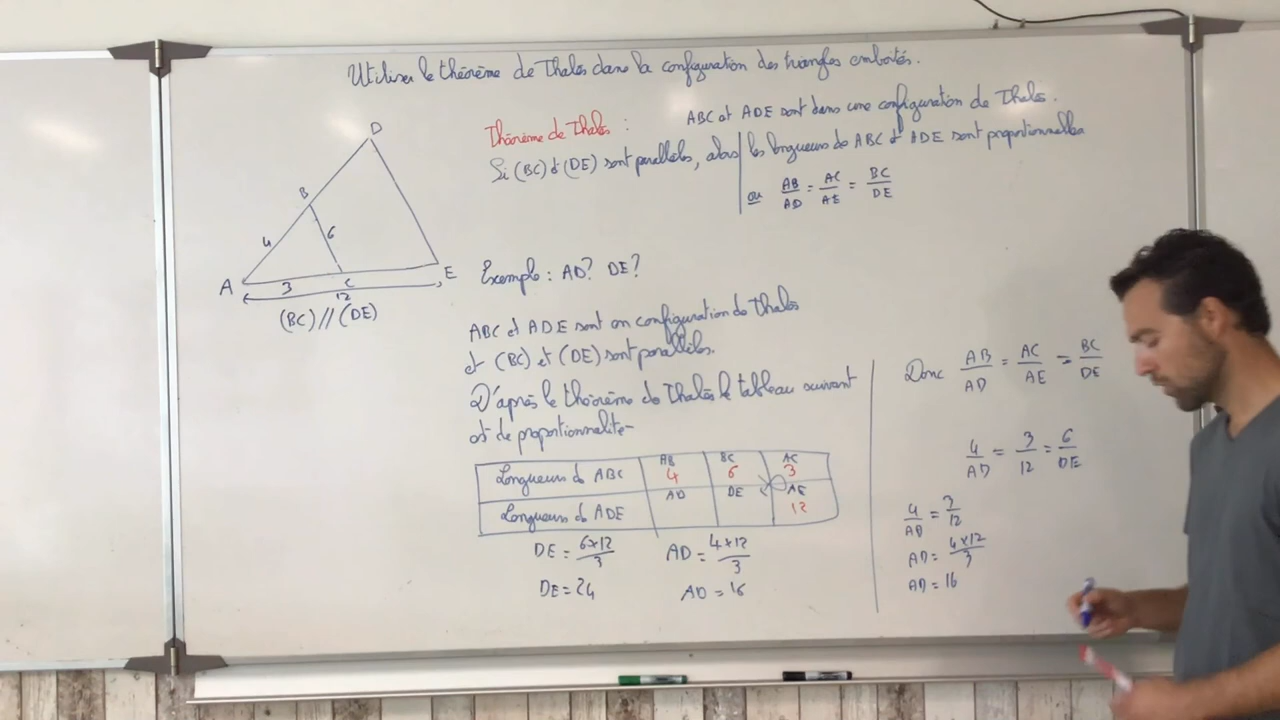 Utiliser le théorème de Thalès dans la configuration des triangles emboités.
D
B
4
6
A
3
C
E
12
(BC) // (DE)
Théorème de Thalès :
ABC et ADE sont dans une configuration de Thalès.
Si (BC) et (DE) sont parallèles, alors les longueurs de ABC et ADE sont proportionnelles
ou AB/AD = AC/AE = BC/DE
Exemple : AD? DE?
ABC et ADE sont en configuration de Thalès
et (BC) et (DE) sont parallèles.
D'après le théorème de Thalès le tableau suivant
est de proportionnalité
Longueurs de ABC AB 4 BC 6 AC 3
Longueurs de ADE AD DE AE 12
DE = 6×12/3 AD = 4×12/3
DE = 24 AD = 16
Donc AB/AD = AC/AE = BC/DE
4/AD = 3/12 = 6/DE
4/AD = 3/12
AD = 4×12/3
AD = 16